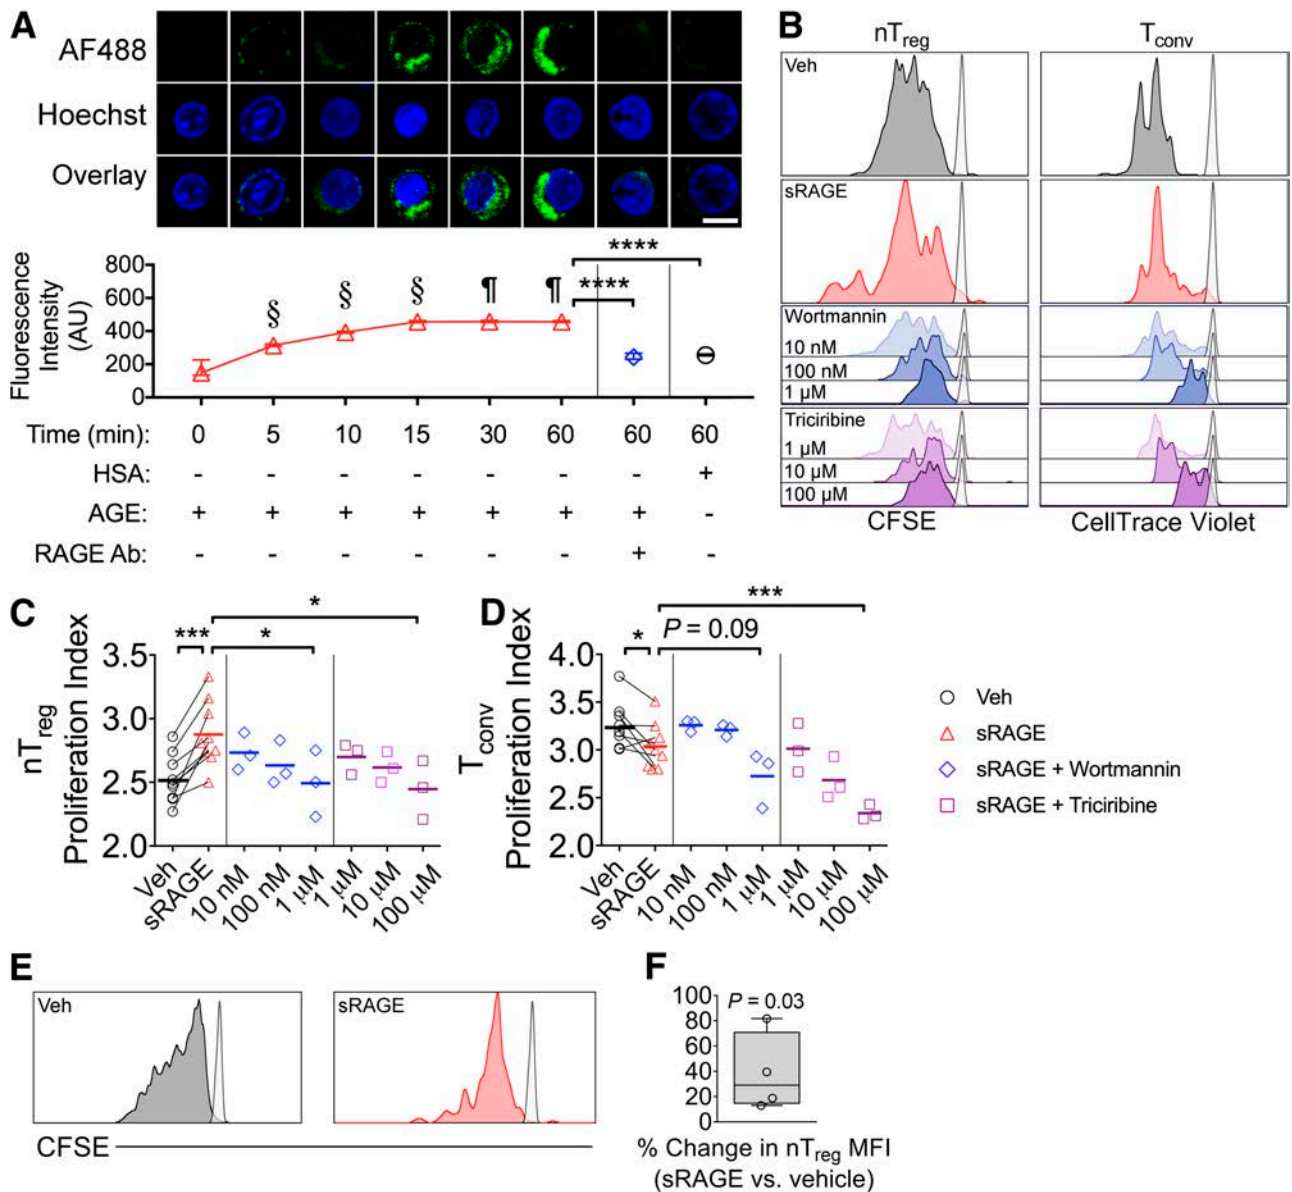 A
AF488
Hoechst
Overlay
Fluorescence
Intensity
(AU)
800
600
400
200
0
§
§
§
¶
¶
****
****
Time (min): 0 5 10 15 30 60 60 60
HSA: - - - - - - - +
AGE: + + + + + + + -
RAGE Ab: - - - - - - + -
B
nTreg
Tconv
Veh
sRAGE
Wortmannin
10 nM
100 nM
1 µM
Triciribine
1 µM
10 µM
100 µM
CFSE
CellTrace Violet
C
nTreg
Proliferation Index
3.5
3.0
2.5
2.0
***
*
*
Veh
sRAGE
10 nM
100 nM
1 µM
1 µM
10 µM
100 µM
D
Tconv
Proliferation Index
4.0
3.5
3.0
2.5
2.0
*
P = 0.09
***
Veh
sRAGE
10 nM
100 nM
1 µM
1 µM
10 µM
100 µM
Veh
sRAGE
sRAGE + Wortmannin
sRAGE + Triciribine
E
Veh
sRAGE
CFSE
F
100
80
60
40
20
0
P = 0.03
% Change in nTreg MFI
(sRAGE vs. vehicle)